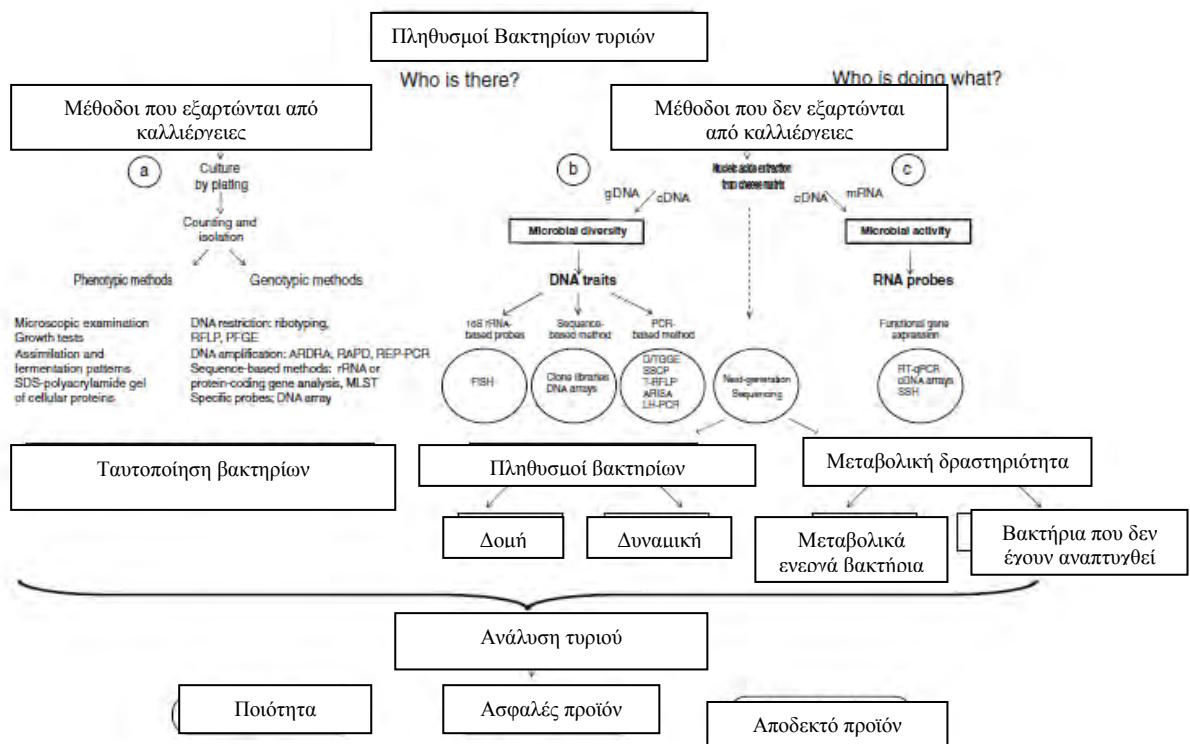 Πληθυσμοί Βακτηρίων τυριών
Who is there?
Who is doing what?
Μέθοδοι που εξαρτώνται από
καλλιέργειες
Μέθοδοι που δεν εξαρτώνται
από καλλιέργειες
a
Culture
by plating
Counting and
isolation
Phenotypic methods
Genotypic methods
Microscopic examination
Growth tests
Assimilation and
fermentation patterns
SDS-polyacrylamide gel
of cellular proteins
DNA restriction: ribotyping,
RFLP, PFGE
DNA amplification: ARDRA, RAPD, REP-PCR
Sequence-based methods: rRNA or
protein-coding gene analysis, MLST
Specific probes; DNA array
b
Nucleic acids extraction
from cheese matrix
c
gDNA
cDNA
cDNA
mRNA
Microbial diversity
Microbial activity
DNA traits
RNA probes
16S rRNA-
based probes
Sequence-
based method
PCR-
based method
Functional gene
expression
FISH
Clone libraries
DNA arrays
D/TGGE
SSCP
T-RFLP
ARISA
LH-PCR
Next-generation
Sequencing
RT-qPCR
cDNA arrays
SSH
Ταυτοποίηση βακτηρίων
Πληθυσμοί βακτηρίων
Μεταβολική δραστηριότητα
Δομή
Δυναμική
Μεταβολικά
ενεργά βακτήρια
Βακτήρια που δεν
έχουν αναπτυχθεί
Ανάλυση τυριού
Ποιότητα
Ασφαλές προϊόν
Αποδεκτό προϊόν